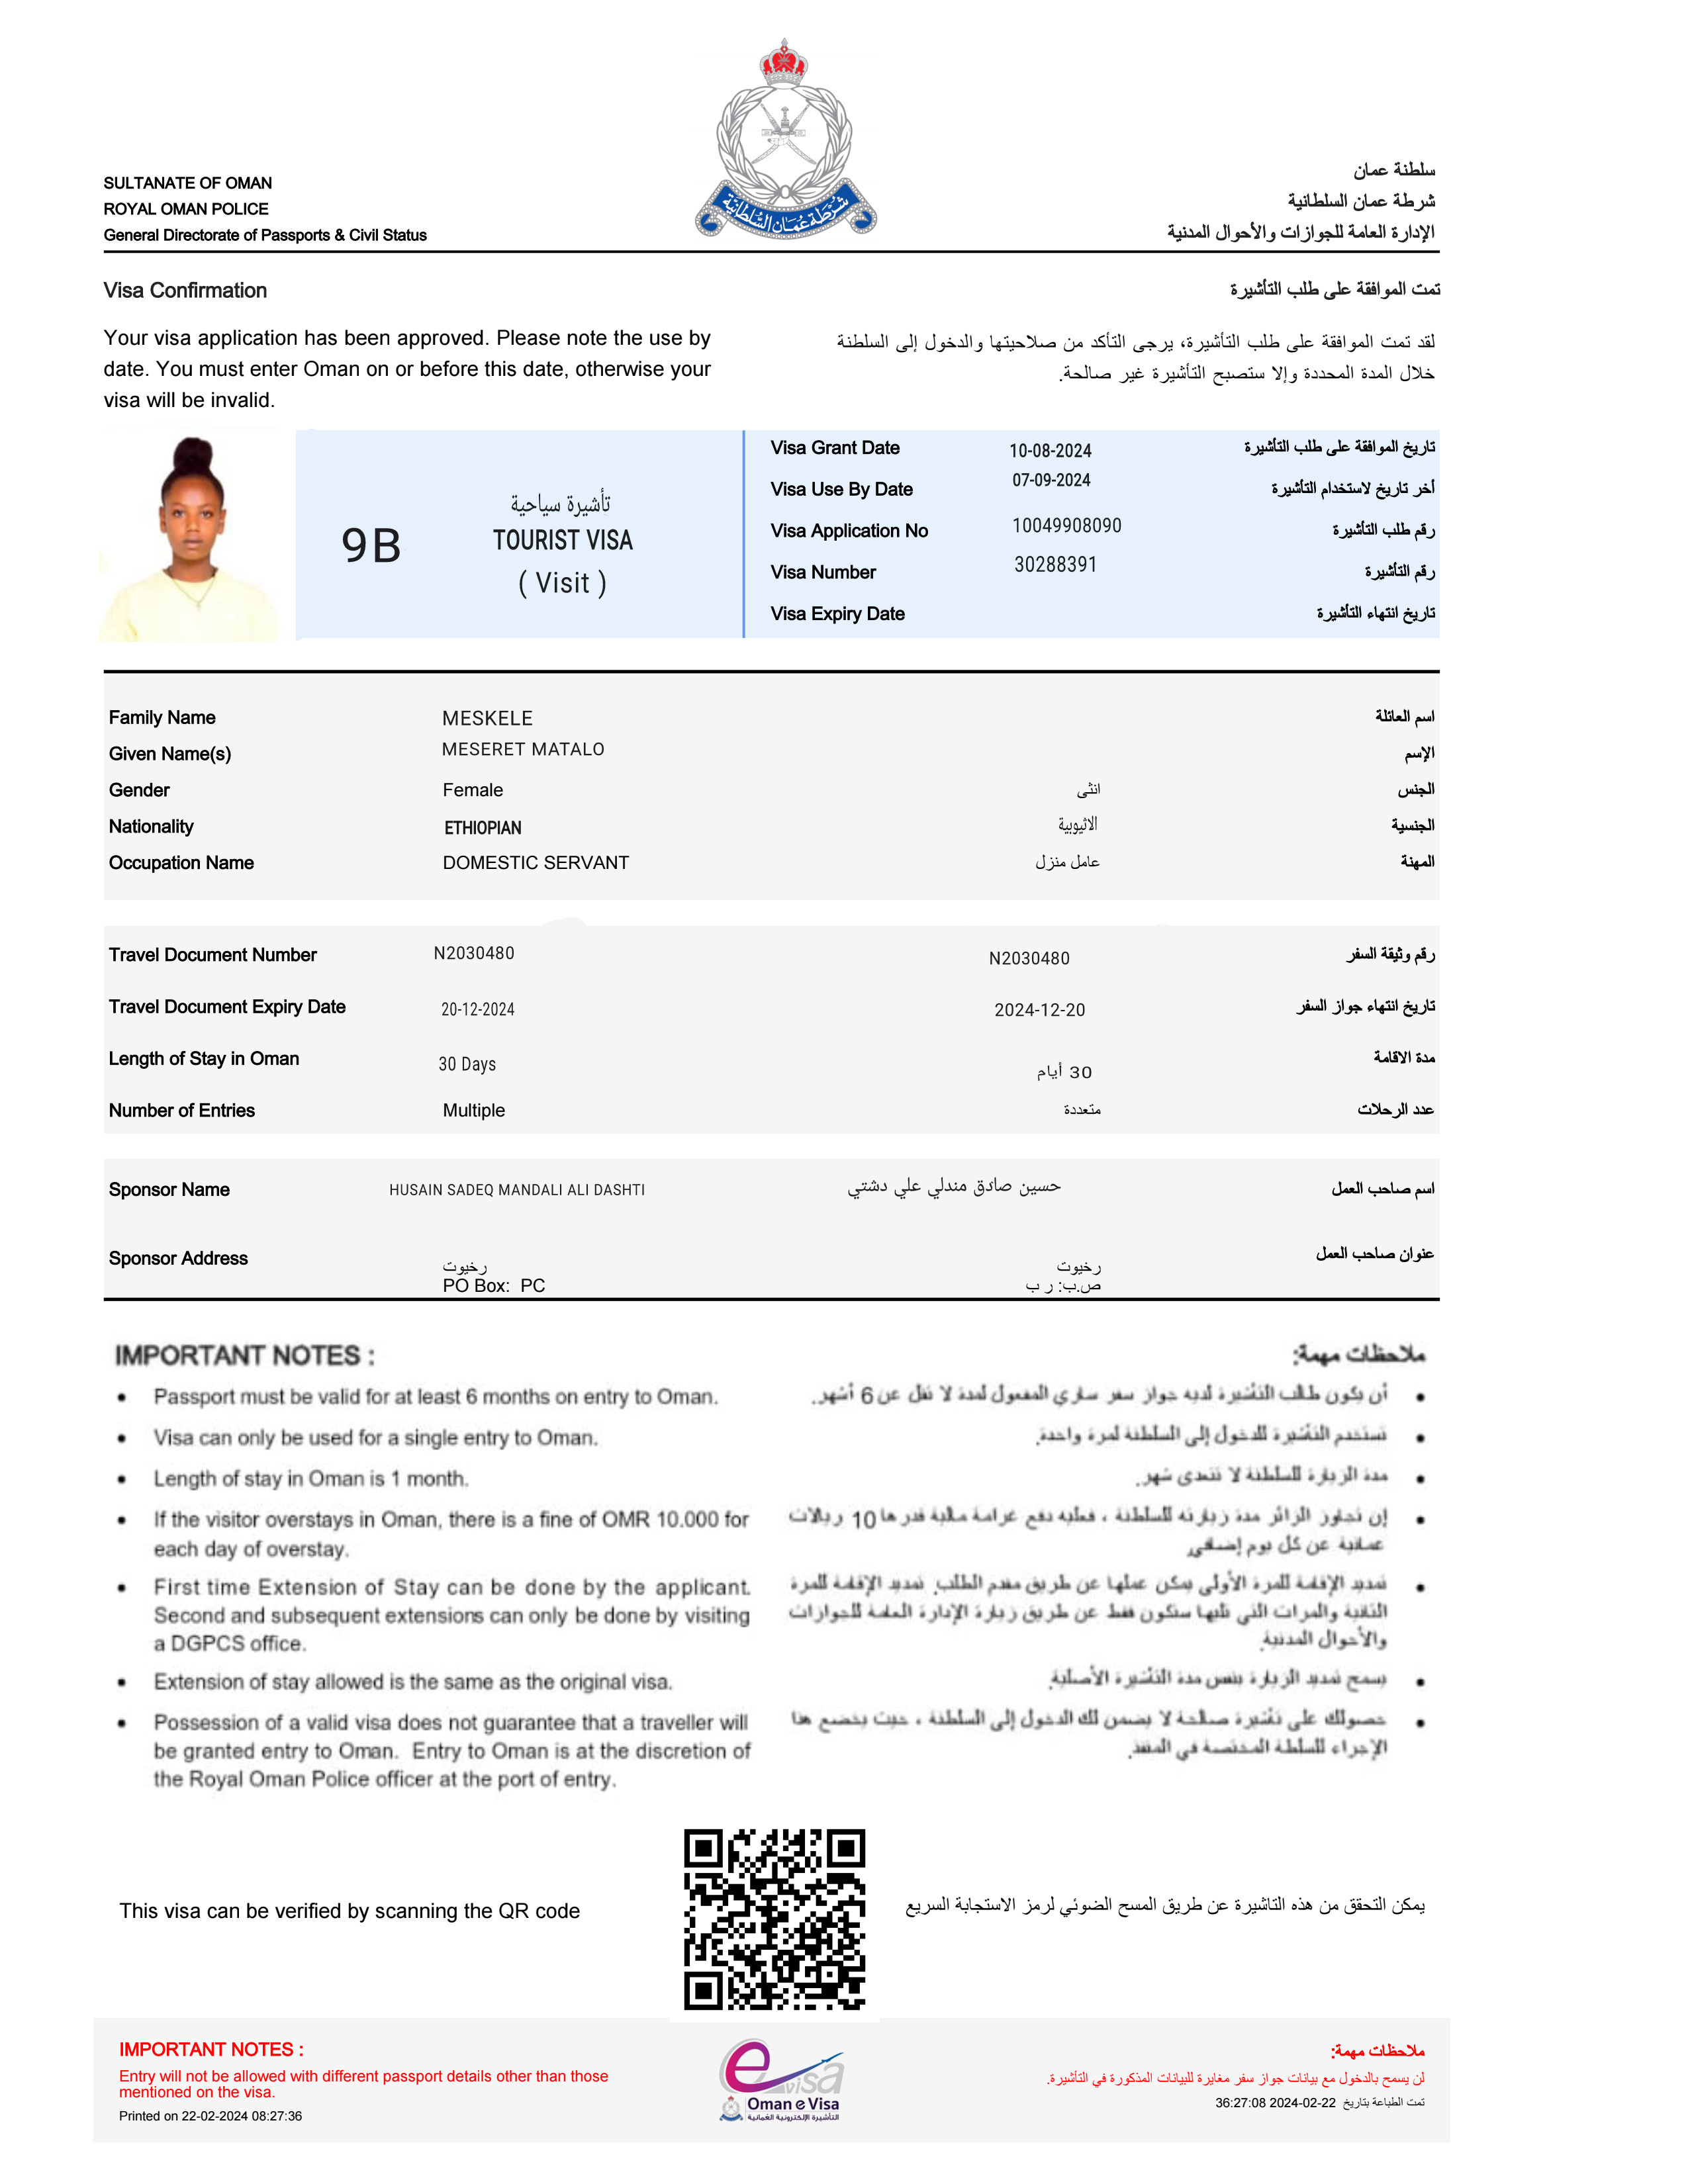 SULTANATE OF OMAN
ROYAL OMAN POLICE
General Directorate of Passports & Civil Status
شرطة عمان السلطانية
سلطنة عمان
شرطة عمان السلطانية
الإدارة العامة للجوازات والأحوال المدنية
Visa Confirmation
تمت الموافقة على طلب التأشيرة
Your visa application has been approved. Please note the use by
date. You must enter Oman on or before this date, otherwise your
visa will be invalid.
لقد تمت الموافقة على طلب التأشيرة، يرجى التأكد من صلاحيتها والدخول إلى السلطنة
خلال المدة المحددة وإلا ستصبح التأشيرة غير صالحة.
9B
تأشيرة سياحية
TOURIST VISA
( Visit )
Visa Grant Date 10-08-2024 تاريخ الموافقة على طلب التأشيرة
Visa Use By Date 07-09-2024 أخر تاريخ لاستخدام التأشيرة
Visa Application No 10049908090 رقم طلب التأشيرة
Visa Number 30288391 رقم التأشيرة
Visa Expiry Date تاريخ انتهاء التأشيرة
Family Name MESKELE اسم العائلة
Given Name(s) MESERET MATALO الإسم
Gender Female انثى الجنس
Nationality ETHIOPIAN الاثيوبية الجنسية
Occupation Name DOMESTIC SERVANT عامل منزل المهنة
Travel Document Number N2030480 N2030480 رقم وثيقة السفر
Travel Document Expiry Date 20-12-2024 2024-12-20 تاريخ انتهاء جواز السفر
Length of Stay in Oman 30 Days 30 أيام مدة الاقامة
Number of Entries Multiple متعددة عدد الرحلات
Sponsor Name HUSAIN SADEQ MANDALI ALI DASHTI حسين صادق مندلي علي دشتي اسم صاحب العمل
Sponsor Address رخيوت رخيوت عنوان صاحب العمل
PO Box: PC ص.ب: ر ب
IMPORTANT NOTES :
• Passport must be valid for at least 6 months on entry to Oman.
• Visa can only be used for a single entry to Oman.
• Length of stay in Oman is 1 month.
• If the visitor overstays in Oman, there is a fine of OMR 10.000 for
each day of overstay.
• First time Extension of Stay can be done by the applicant.
Second and subsequent extensions can only be done by visiting
a DGPCS office.
• Extension of stay allowed is the same as the original visa.
• Possession of a valid visa does not guarantee that a traveller will
be granted entry to Oman. Entry to Oman is at the discretion of
the Royal Oman Police officer at the port of entry.
ملاحظات مهمة:
• أن يكون طالب التأشيرة لديه جواز سفر ساري المفعول لمدة لا تقل عن 6 أشهر.
• تستخدم التأشيرة للدخول إلى السلطنة لمرة واحدة.
• مدة الزيارة للسلطنة لا تتعدى شهر.
• إن تجاوز الزائر مدة زيارته للسلطنة ، فعليه دفع غرامة مالية قدرها 10 ريالات
عمانية عن كل يوم إضافي
• تمديد الإقامة للمرة الأولى يمكن عملها عن طريق مقدم الطلب. تمديد الإقامة للمرة
الثانية والمرات التي تليها ستكون فقط عن طريق زيارة الإدارة العامة للجوازات
والأحوال المدنية.
• يسمح تمديد الزيارة بنفس مدة التأشيرة الأصلية.
• حصولك على تأشيرة صالحة لا يضمن لك الدخول إلى السلطنة ، حيث يخضع هذا
الإجراء للسلطة المختصة في المنفذ.
This visa can be verified by scanning the QR code
يمكن التحقق من هذه التاشيرة عن طريق المسح الضوئي لرمز الاستجابة السريع
IMPORTANT NOTES :
Entry will not be allowed with different passport details other than those
mentioned on the visa.
Printed on 22-02-2024 08:27:36
e visa
Oman e Visa
التأشيرة الإلكترونية العُمانية
ملاحظات مهمة:
لن يسمح بالدخول مع بيانات جواز سفر مغايرة للبيانات المذكورة في التأشيرة.
تمت الطباعة بتاريخ 22-02-2024 36:27:08